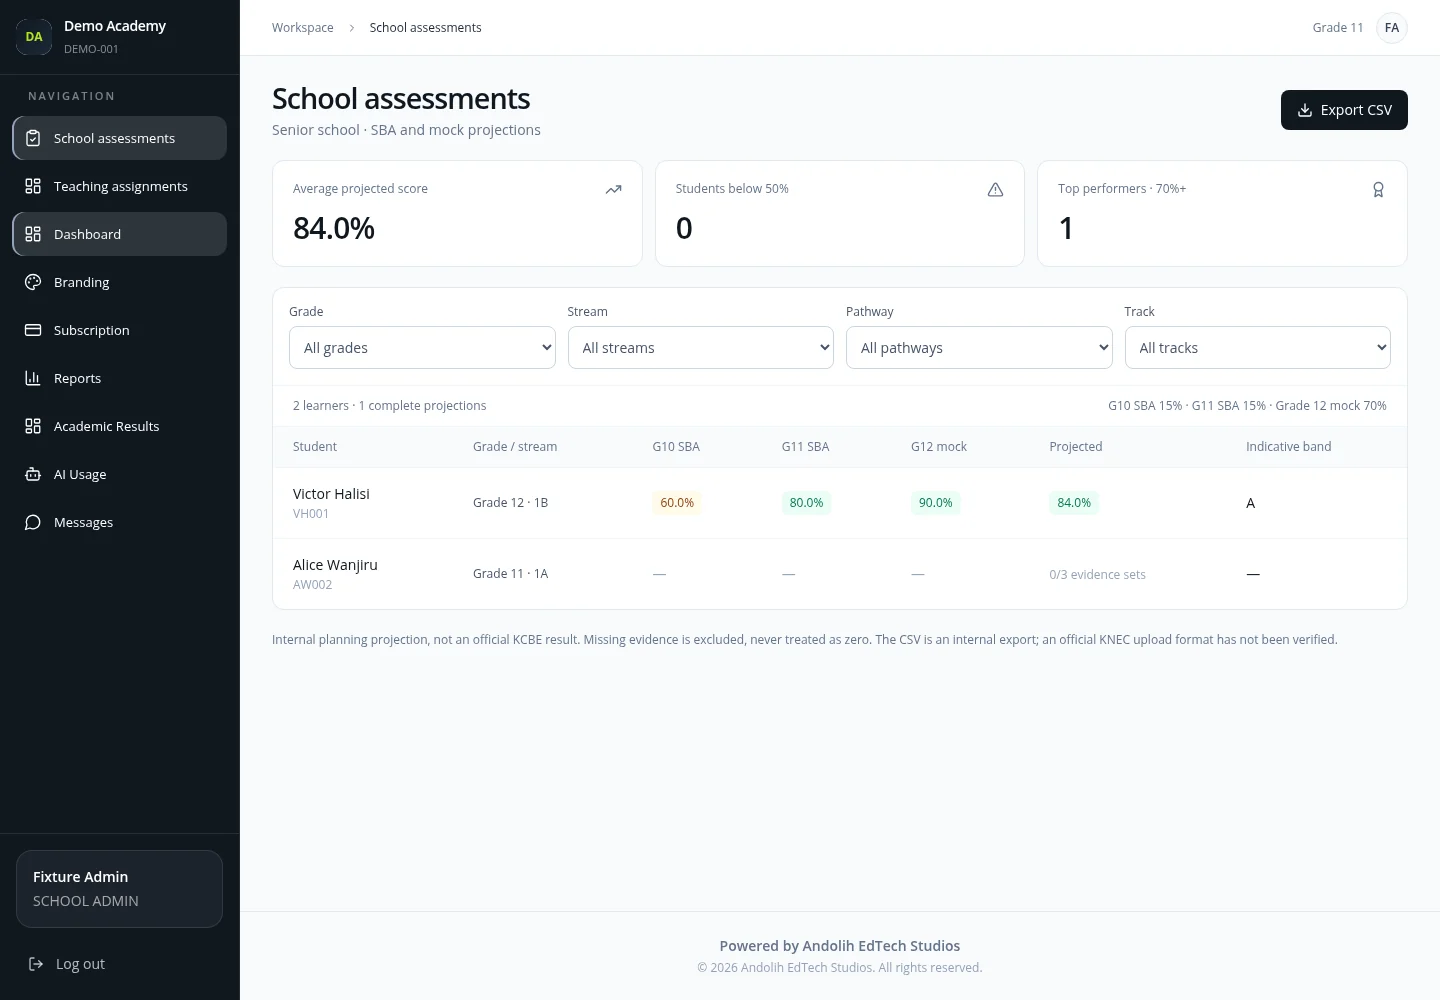 DA
Demo Academy
DEMO-001
NAVIGATION
School assessments
Teaching assignments
Dashboard
Branding
Subscription
Reports
Academic Results
AI Usage
Messages
Fixture Admin
SCHOOL ADMIN
Log out
Workspace > School assessments
Grade 11 FA
School assessments
Senior school · SBA and mock projections
Export CSV
Average projected score
84.0%
Students below 50%
0
Top performers · 70%+
1
Grade Stream Pathway Track
All grades All streams All pathways All tracks
2 learners · 1 complete projections G10 SBA 15% · G11 SBA 15% · Grade 12 mock 70%
Student Grade / stream G10 SBA G11 SBA G12 mock Projected Indicative band
Victor Halisi Grade 12 · 1B 60.0% 80.0% 90.0% 84.0% A
VH001
Alice Wanjiru Grade 11 · 1A — — — 0/3 evidence sets —
AW002
Internal planning projection, not an official KCBE result. Missing evidence is excluded, never treated as zero. The CSV is an internal export; an official KNEC upload format has not been verified.
Powered by Andolih EdTech Studios
© 2026 Andolih EdTech Studios. All rights reserved.